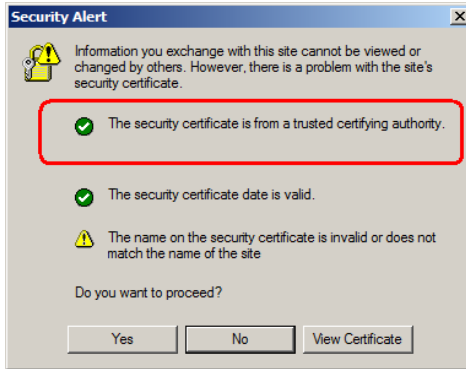 Security Alert
Information you exchange with this site cannot be viewed or
changed by others. However, there is a problem with the site's
security certificate.
The security certificate is from a trusted certifying authority.
The security certificate date is valid.
The name on the security certificate is invalid or does not
match the name of the site
Do you want to proceed?
Yes No View Certificate